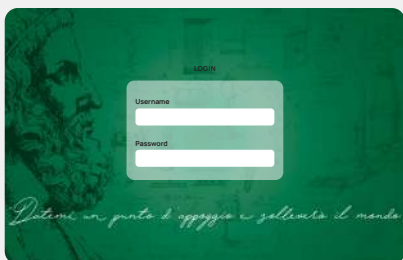 LOGIN
Username
Password
Datemi un punto d'appoggio e solleverò il mondo